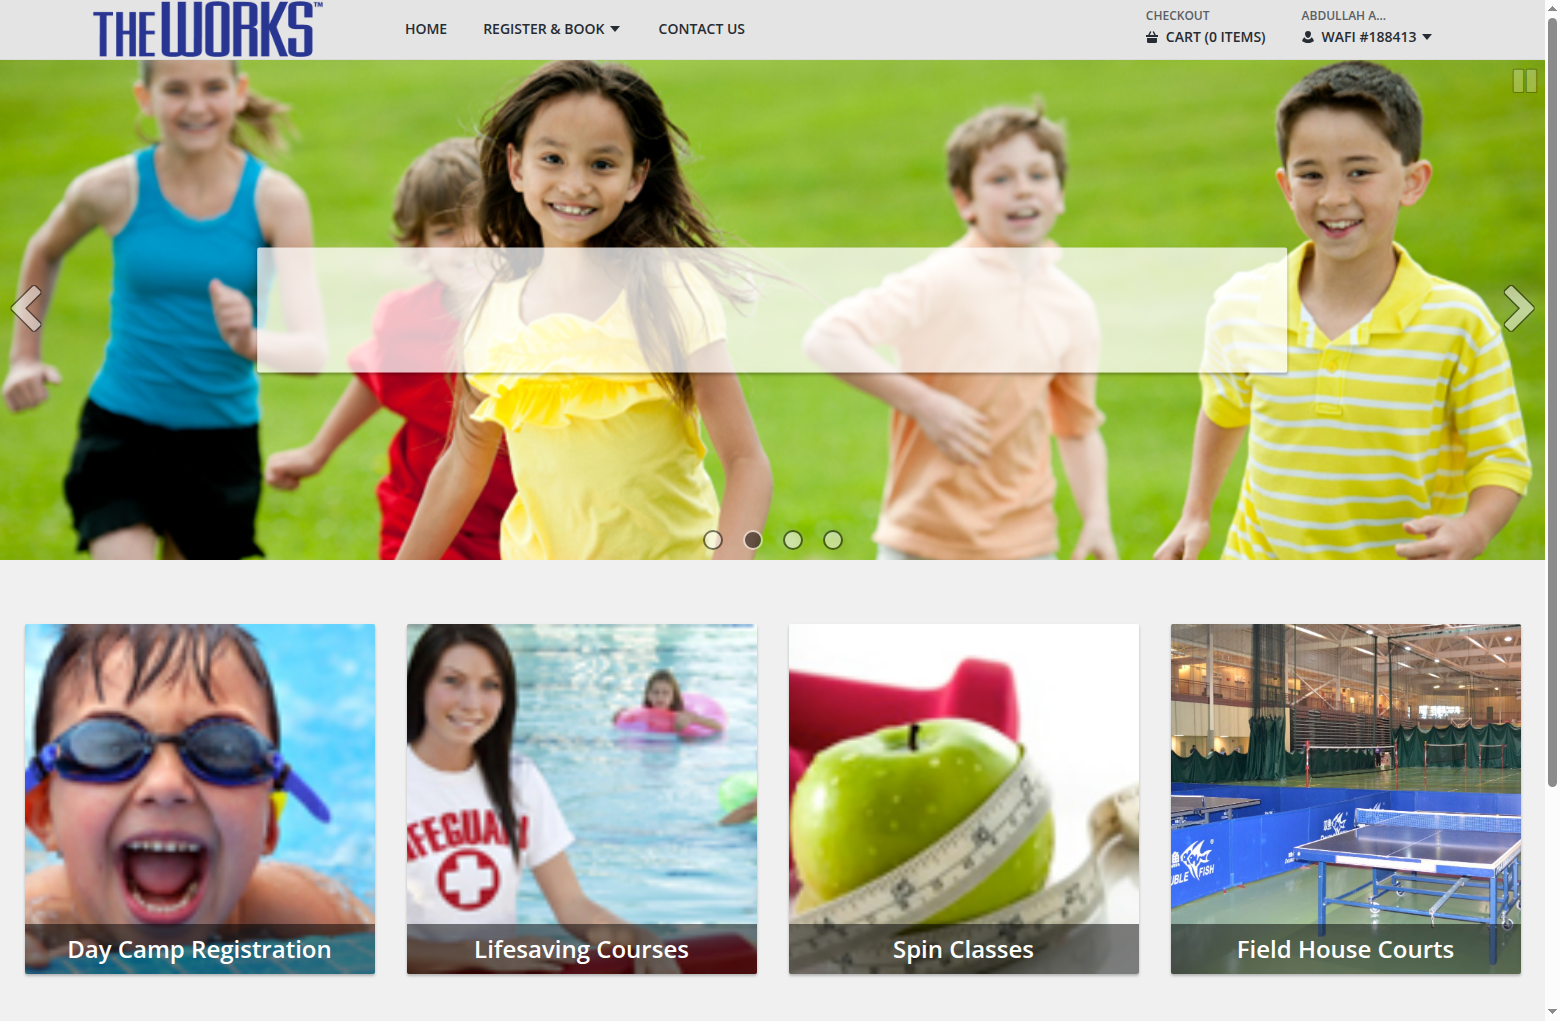 THE WORKS™
HOME
REGISTER & BOOK
CONTACT US
CHECKOUT
CART (0 ITEMS)
ABDULLAH A...
WAFI #188413
FEGUA
BLE FISH
Day Camp Registration
Lifesaving Courses
Spin Classes
Field House Courts